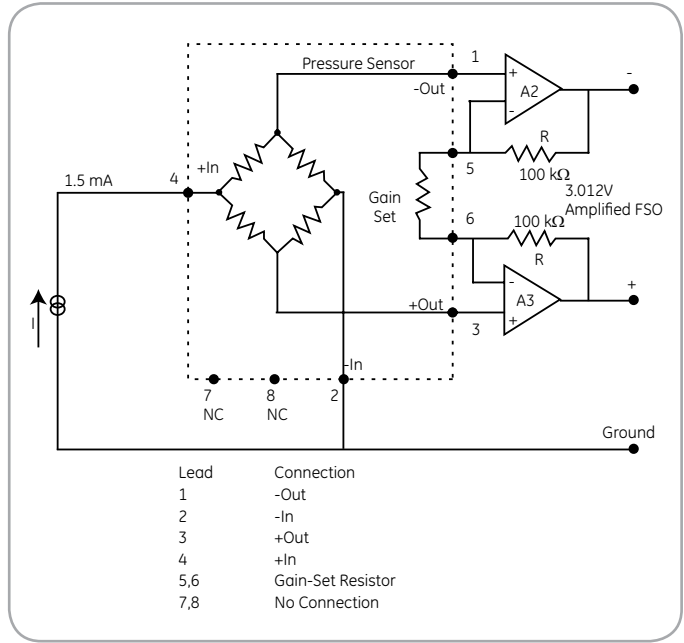 Pressure Sensor
1
-Out
+
-
A2
-
R
100 kΩ
5
+In
4
1.5 mA
Gain
Set
3.012V
Amplified FSO
6
100 kΩ
R
+Out
-
+
A3
+
3
I
-In
7
NC
8
NC
2
Ground
Lead Connection
1 -Out
2 -In
3 +Out
4 +In
5,6 Gain-Set Resistor
7,8 No Connection